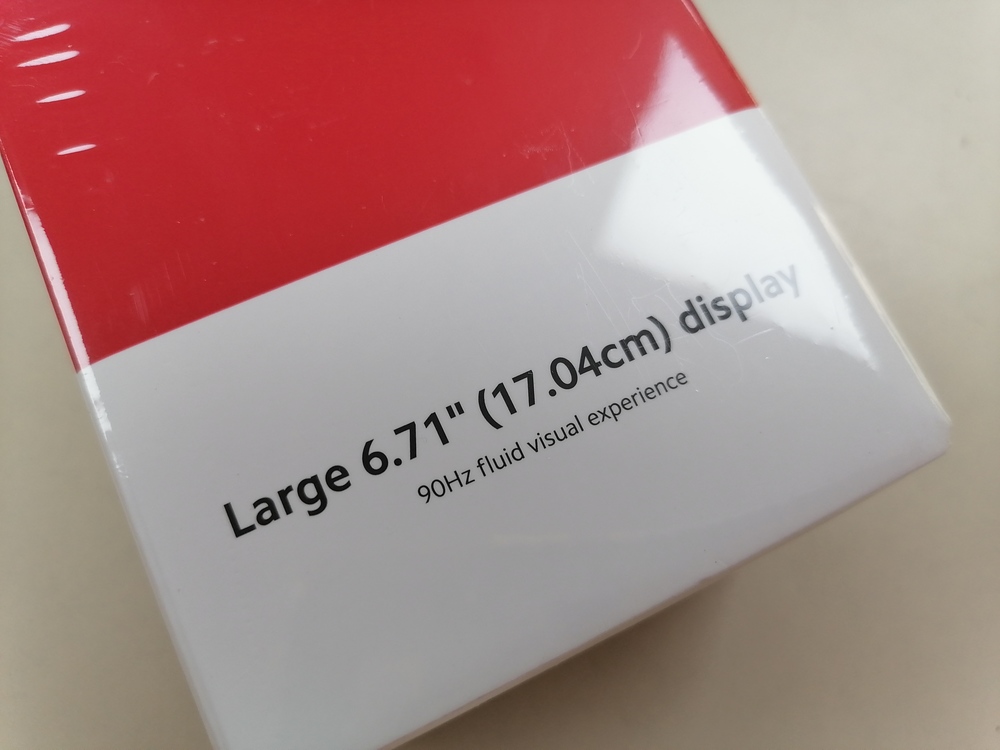 Large 6.71" (17.04cm) display
90Hz fluid visual experience